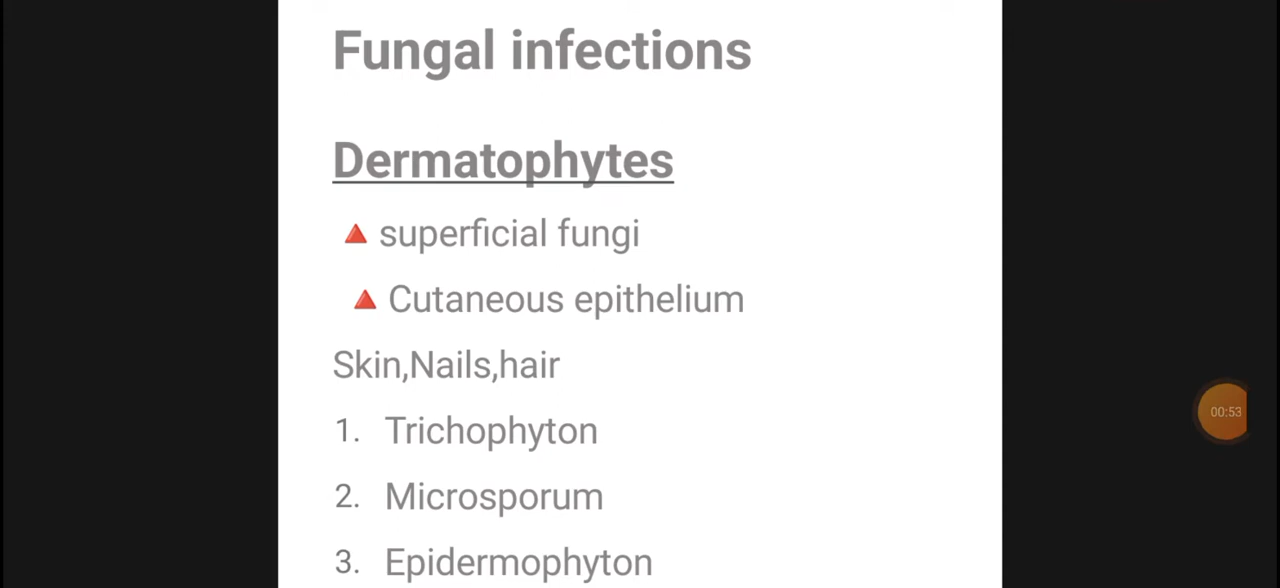 Fungal infections
Dermatophytes
🔺superficial fungi
🔺Cutaneous epithelium
Skin,Nails,hair
1. Trichophyton
2. Microsporum
3. Epidermophyton
00:53